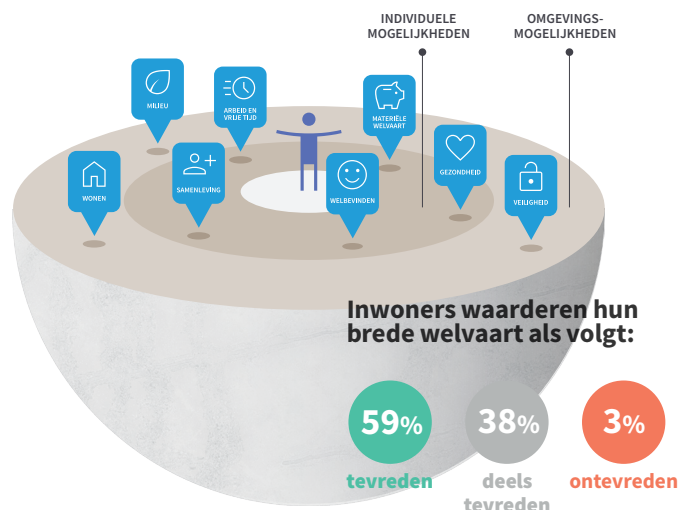 INDIVIDUELE
MOGELIJKHEDEN
OMGEVINGS-
MOGELIJKHEDEN
MILIEU
ARBEID EN
VRIJE TIJD
MATERIËLE
WELVAART
WONEN
SAMENLEVING
WELBEVINDEN
GEZONDHEID
VEILIGHEID
Inwoners waarderen hun
brede welvaart als volgt:
59%
tevreden
38%
deels
tevreden
3%
ontevreden